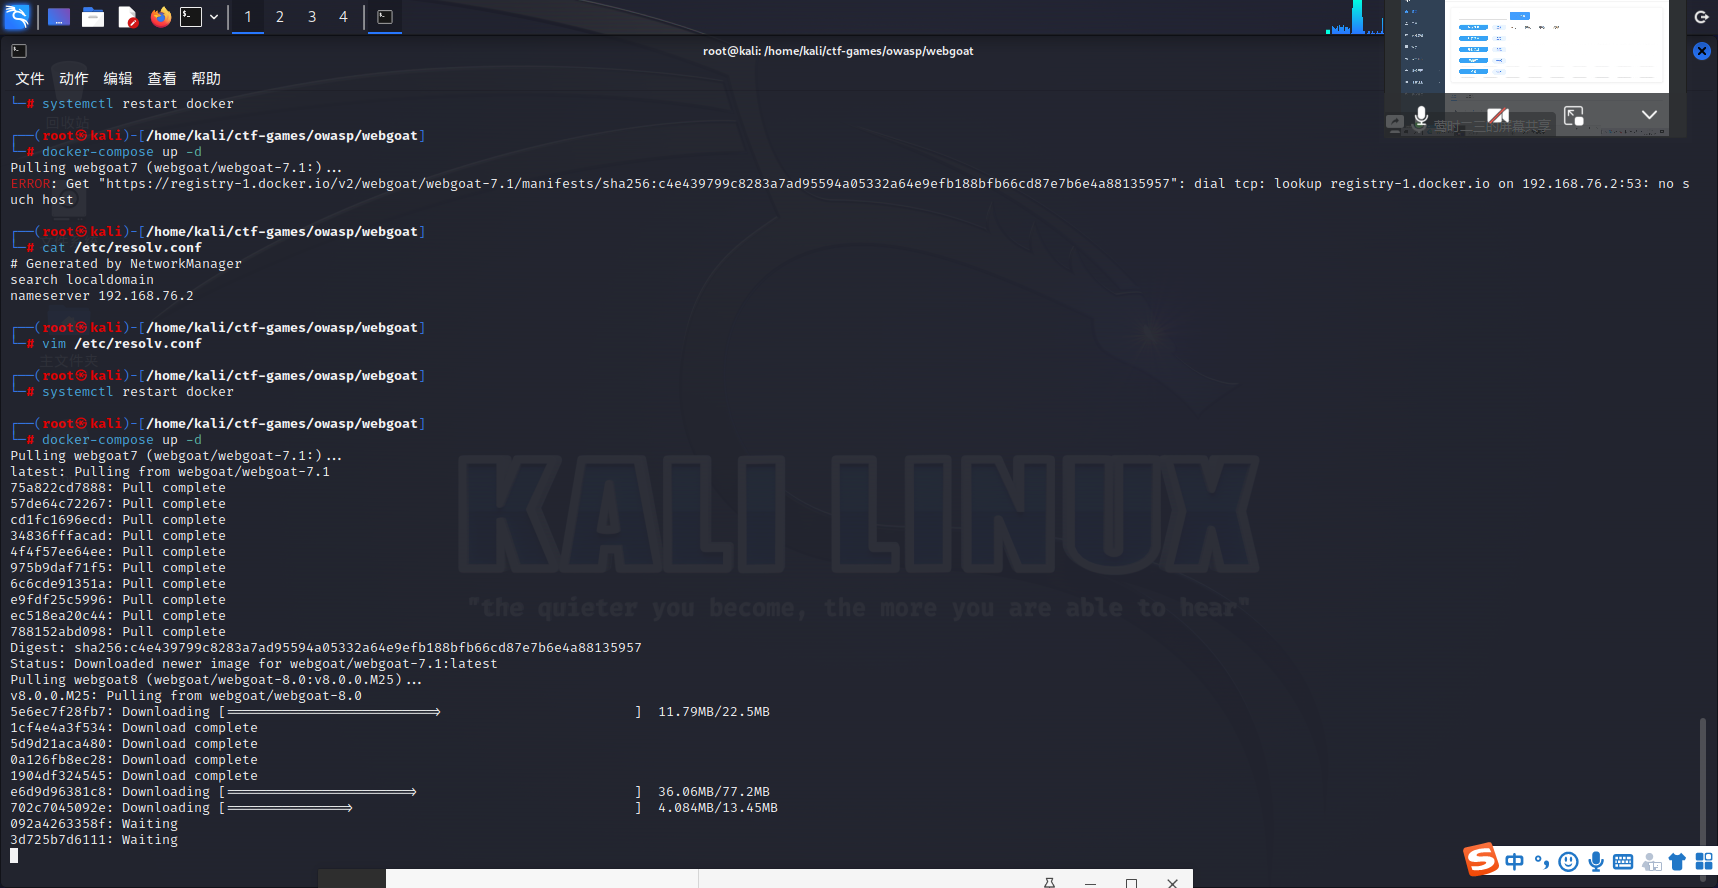 1 2 3 4
root@kali: /home/kali/ctf-games/owasp/webgoat
文件 动作 编辑 查看 帮助
└─# systemctl restart docker
回收站
┌──(root㉿kali)-[/home/kali/ctf-games/owasp/webgoat]
└─# docker-compose up -d
Pulling webgoat7 (webgoat/webgoat-7.1:)...
ERROR: Get "https://registry-1.docker.io/v2/webgoat/webgoat-7.1/manifests/sha256:c4e439799c8283a7ad95594a05332a64e9efb188bfb66cd87e7b6e4a88135957": dial tcp: lookup registry-1.docker.io on 192.168.76.2:53: no s
uch host
┌──(root㉿kali)-[/home/kali/ctf-games/owasp/webgoat]
└─# cat /etc/resolv.conf
# Generated by NetworkManager
search localdomain
nameserver 192.168.76.2
┌──(root㉿kali)-[/home/kali/ctf-games/owasp/webgoat]
└─# vim /etc/resolv.conf
主文件夹
┌──(root㉿kali)-[/home/kali/ctf-games/owasp/webgoat]
└─# systemctl restart docker
┌──(root㉿kali)-[/home/kali/ctf-games/owasp/webgoat]
└─# docker-compose up -d
Pulling webgoat7 (webgoat/webgoat-7.1:)...
latest: Pulling from webgoat/webgoat-7.1
75a822cd7888: Pull complete
57de64c72267: Pull complete
cd1fc1696ecd: Pull complete
34836fffacad: Pull complete
4f4f57ee64ee: Pull complete
975b9daf71f5: Pull complete
6c6cde91351a: Pull complete
e9fdf25c5996: Pull complete
ec518ea20c44: Pull complete
788152abd098: Pull complete
Digest: sha256:c4e439799c8283a7ad95594a05332a64e9efb188bfb66cd87e7b6e4a88135957
Status: Downloaded newer image for webgoat/webgoat-7.1:latest
Pulling webgoat8 (webgoat/webgoat-8.0:v8.0.0.M25)...
v8.0.0.M25: Pulling from webgoat/webgoat-8.0
5e6ec7f28fb7: Downloading [==========================>                        ]  11.79MB/22.5MB
1cf4e4a3f534: Download complete
5d9d21aca480: Download complete
0a126fb8ec28: Download complete
1904df324545: Download complete
e6d9d96381c8: Downloading [=======================>                           ]  36.06MB/77.2MB
702c7045092e: Downloading [===============>                                   ]  4.084MB/13.45MB
092a4263358f: Waiting
3d725b7d6111: Waiting
KALI LINUX
"the quieter you become, the more you are able to hear"
的屏幕共享
中